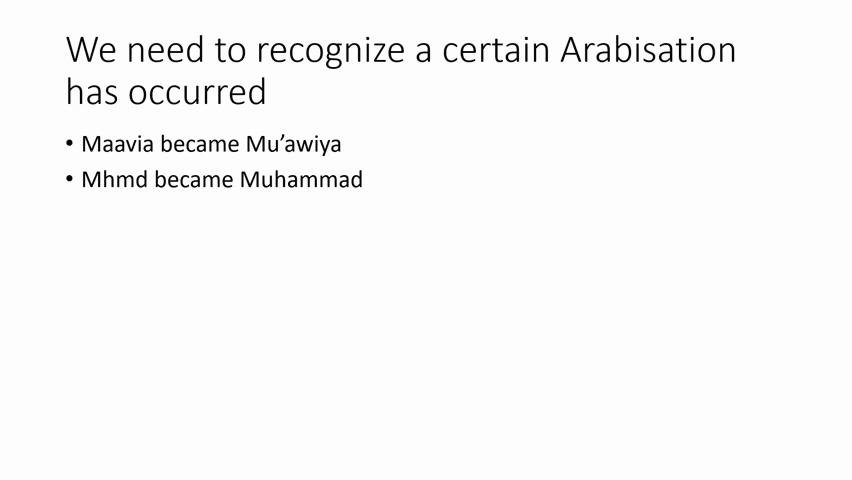 We need to recognize a certain Arabisation
has occurred
• Maavia became Mu’awiya
• Mhmd became Muhammad